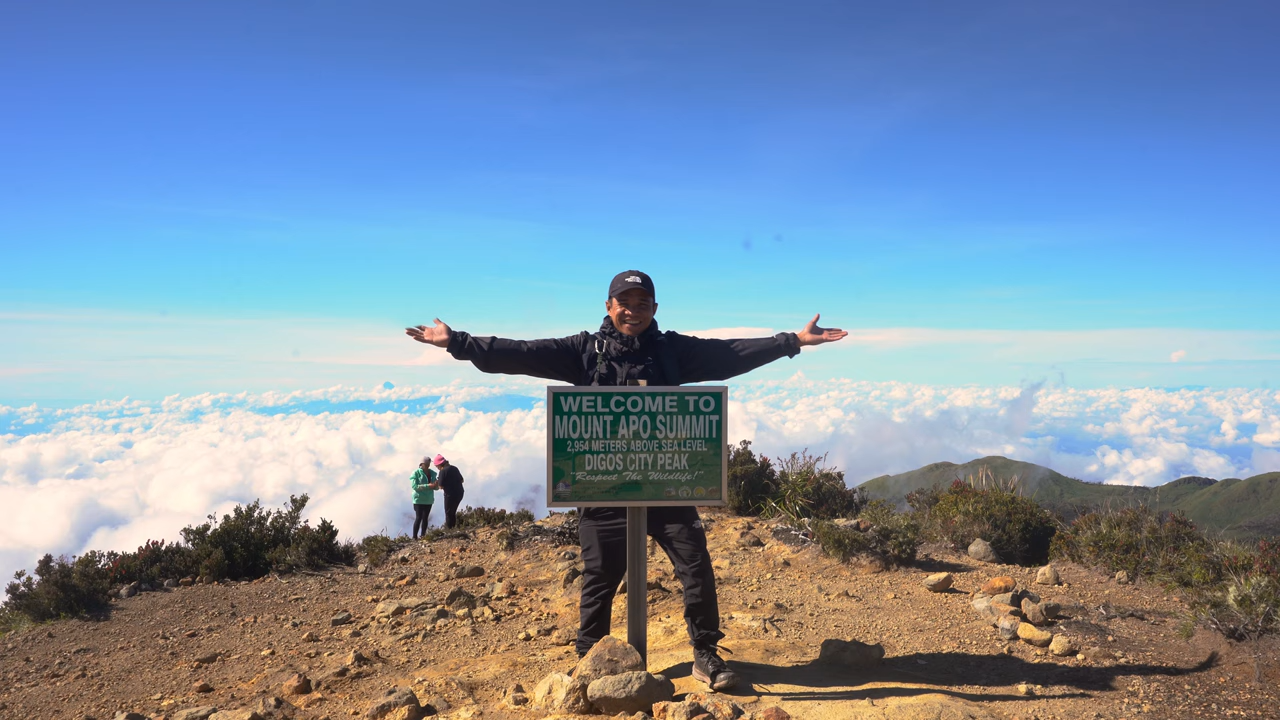 WELCOME TO
MOUNT APO SUMMIT
2,954 METERS ABOVE SEA LEVEL
DIGOS CITY PEAK
"Respect The Wildlife!"